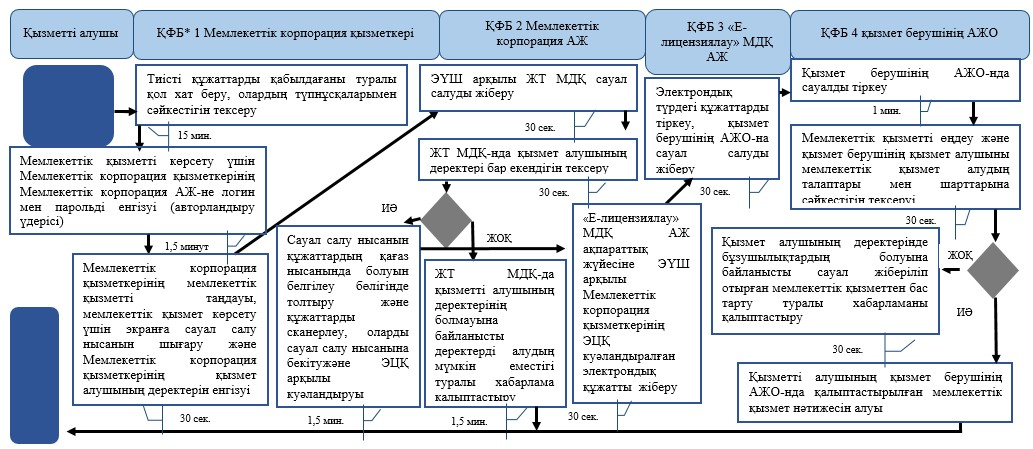 Қызметті алушы
ҚФБ* 1 Мемлекеттік корпорация қызметкері
ҚФБ 2 Мемлекеттік
корпорация АЖ
ҚФБ 3 «Е-
лицензиялау» МДҚ
АЖ
ҚФБ 4 қызмет берушінің АЖО
Тиісті құжаттарды қабылдағаны туралы
қол хат беру, олардың түпнұсқаларымен
сәйкестігін тексеру
15 мин.
Мемлекеттік қызметті көрсету үшін
Мемлекеттік корпорация қызметкерінің
Мемлекеттік корпорация АЖ-не логин
мен парольді енгізуі (авторландыру
үдерісі)
1,5 минут
Мемлекеттік корпорация
қызметкерінің мемлекеттік
қызметті таңдауы,
мемлекеттік қызмет көрсету
үшін экранға сауал салу
нысанын шығару және
Мемлекеттік корпорация
қызметкерінің қызмет
алушының деректерін енгізуі
30 сек.
ЭҮШ арқылы ЖТ МДҚ сауал
салуды жіберу
30 сек.
ЖТ МДҚ-нда қызмет алушының
деректері бар екендігін тексеру
30 сек.
ИӘ
ЖОҚ
Сауал салу нысанын
құжаттардың қағаз
нысанында болуын
белгілеу бөлігінде
толтыру және
құжаттарды
сканерлеу, оларды
сауал салу нысанына
бекітужәне ЭЦҚ
арқылы
куәландыруы
1,5 мин.
ЖТ МДҚ-да
қызметті алушының
деректерінің
болмауына
байланысты
деректерді алудың
мүмкін еместігі
туралы хабарлама
қалыптастыру
1,5 мин.
«Е-лицензиялау»
МДҚ АЖ
ақпараттық
жүйесіне ЭҮШ
арқылы
Мемлекеттік
корпорация
қызметкерінің
ЭЦҚ
куәландыралған
электрондық
құжатты жіберу
30 сек.
Электрондық
түрдегі құжаттарды
тіркеу, қызмет
берушінің АЖО-на
сауал салуды
жіберу
30 сек.
Қызмет берушінің АЖО-нда
сауалды тіркеу
1 мин.
Мемлекеттік қызметті өңдеу және
қызмет берушінің қызмет алушыны
мемлекеттік қызмет алудың
талаптары мен шарттарына
сәйкестігін тексеруі
30 сек.
ЖОҚ
ИӘ
Қызмет алушының деректерінде
бұзушылықтардың болуына
байланысты сауал жіберіліп
отырған мемлекеттік қызметтен бас
тарту туралы хабарламаны
қалыптастыру
30 сек.
Қызметті алушының қызмет берушінің
АЖО-нда қалыптастырылған мемлекеттік
қызмет нәтижесін алуы